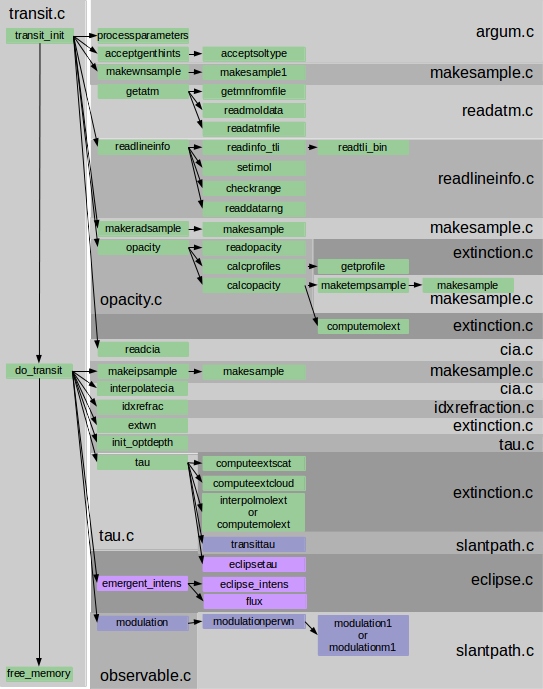 transit.c
transit_init
processparameters
argum.c
acceptgenthints
acceptsoltype
makewnsample
makesample1
makesample.c
getatm
getmnfromfile
readmoldata
readatm.c
readatmfile
readlineinfo
readinfo_tli
readtli_bin
setimol
readlineinfo.c
checkrange
readdatarng
makeradsample
makesample
makesample.c
opacity
readopacity
extinction.c
calcprofiles
getprofile
calcopacity
maketempsample
makesample
opacity.c
makesample.c
computemolext
extinction.c
readcia
cia.c
do_transit
makeipsample
makesample
makesample.c
interpolatecia
cia.c
idxrefrac
idxrefraction.c
extwn
extinction.c
init_optdepth
tau.c
tau
computeextscat
computeextcloud
extinction.c
interpolmolext
or
computemolext
tau.c
transittau
slantpath.c
eclipsetau
emergent_intens
eclipse_intens
eclipse.c
flux
modulation
modulationperwn
modulation1
or
modulationm1
slantpath.c
free_memory
observable.c